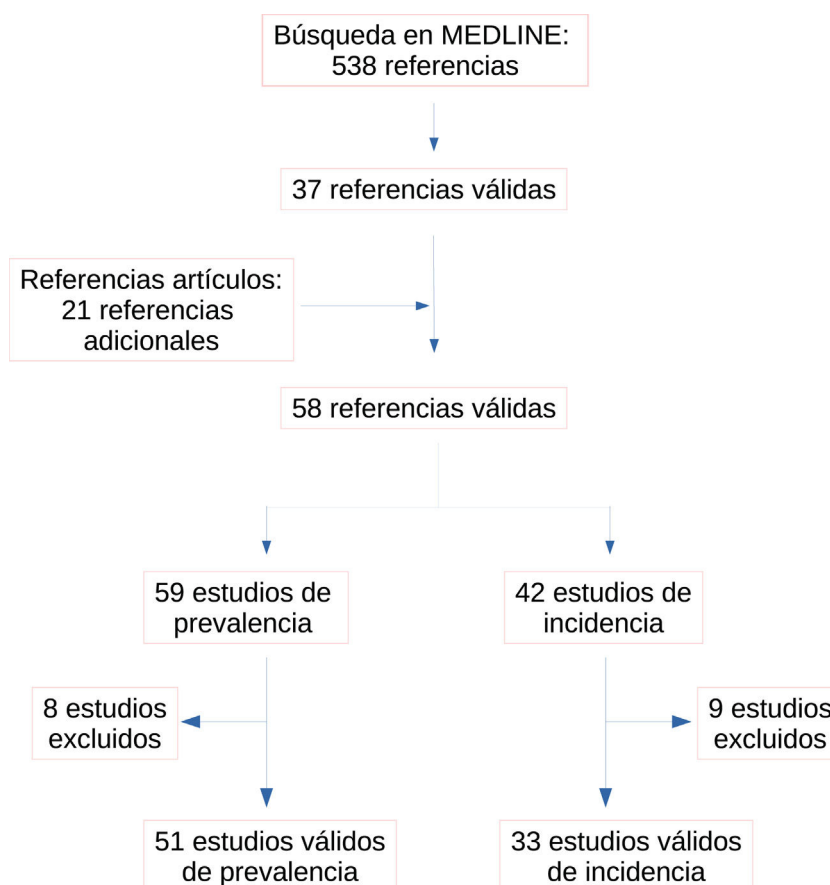 Búsqueda en MEDLINE:
538 referencias
37 referencias válidas
Referencias artículos:
21 referencias
adicionales
58 referencias válidas
59 estudios de
prevalencia
42 estudios de
incidencia
8 estudios
excluidos
9 estudios
excluidos
51 estudios válidos
de prevalencia
33 estudios válidos
de incidencia